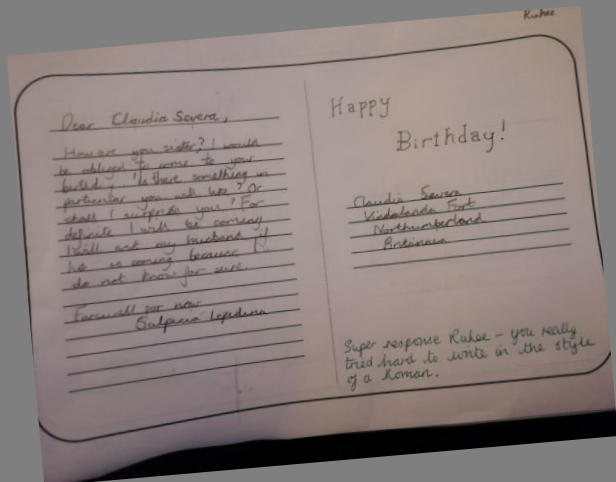 Ruhee
Dear Claudia Severa,
How are you sister? I would
be obliged to come to your
birthday. Is there something in
particular you will like? Or
shall I surprise you? For
definite I will be coming
I will ask my husband if
he is coming because I
do not know for sure.
Farewell for now
Sulpicia Lepidina
Happy
Birthday!
Claudia Severa
Vindolanda Fort
Northumberland
Britannia
Super response Ruhee – you really
tried hard to write in the style
of a Roman.